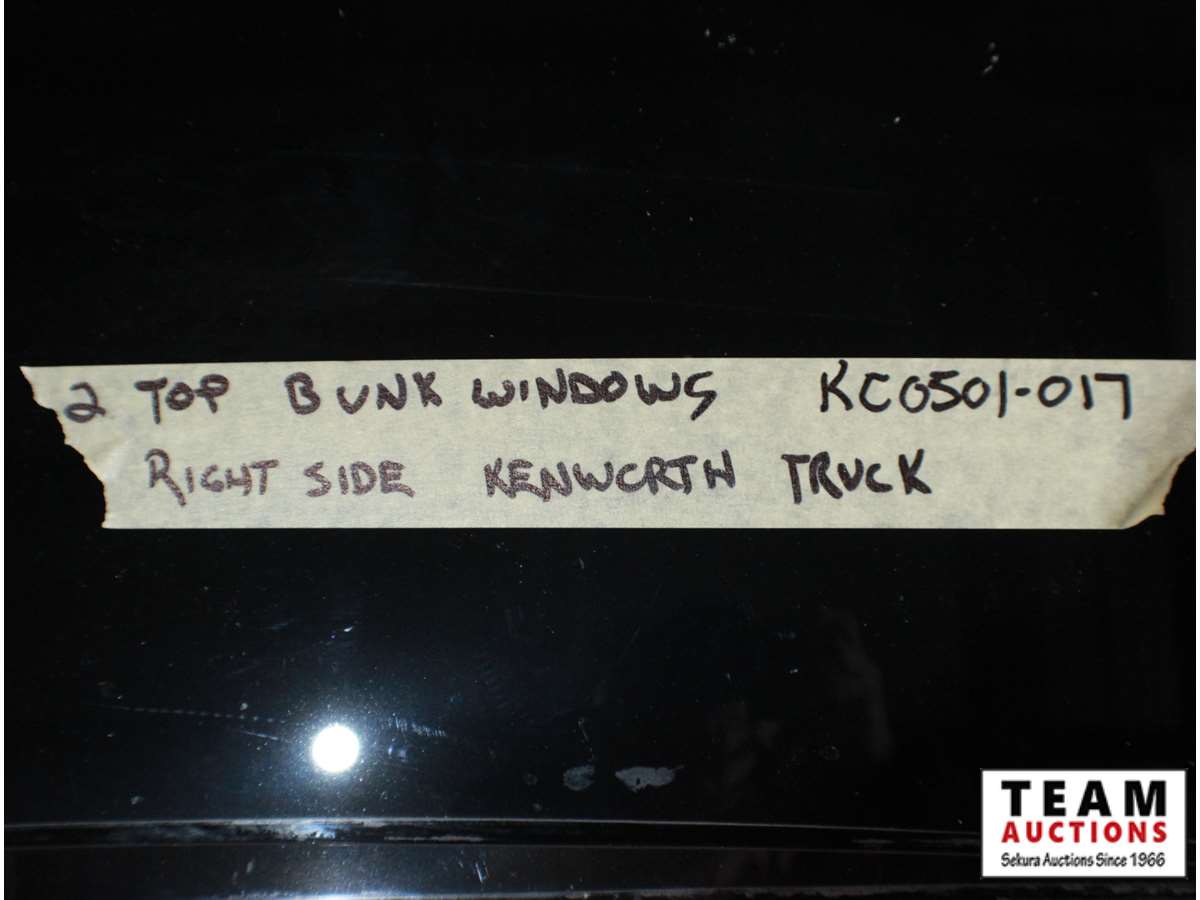 2 TOP BUNK WINDOWS KC0501-017
RIGHT SIDE KENWORTH TRUCK
TEAM
AUCTIONS
Sekura Auctions Since 1966